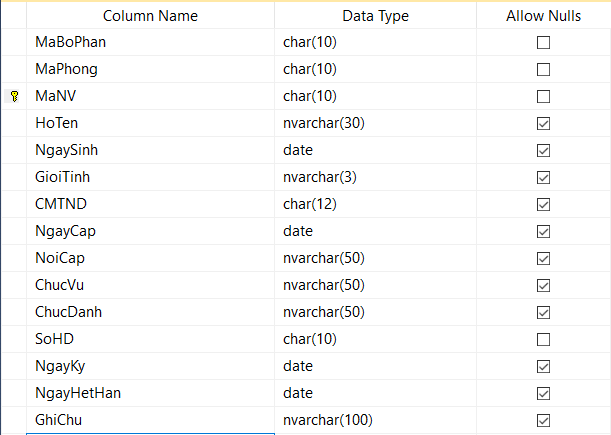 Column Name Data Type Allow Nulls
MaBoPhan char(10)
MaPhong char(10)
MaNV char(10)
HoTen nvarchar(30)
NgaySinh date
GioiTinh nvarchar(3)
CMTND char(12)
NgayCap date
NoiCap nvarchar(50)
ChucVu nvarchar(50)
ChucDanh nvarchar(50)
SoHD char(10)
NgayKy date
NgayHetHan date
GhiChu nvarchar(100)